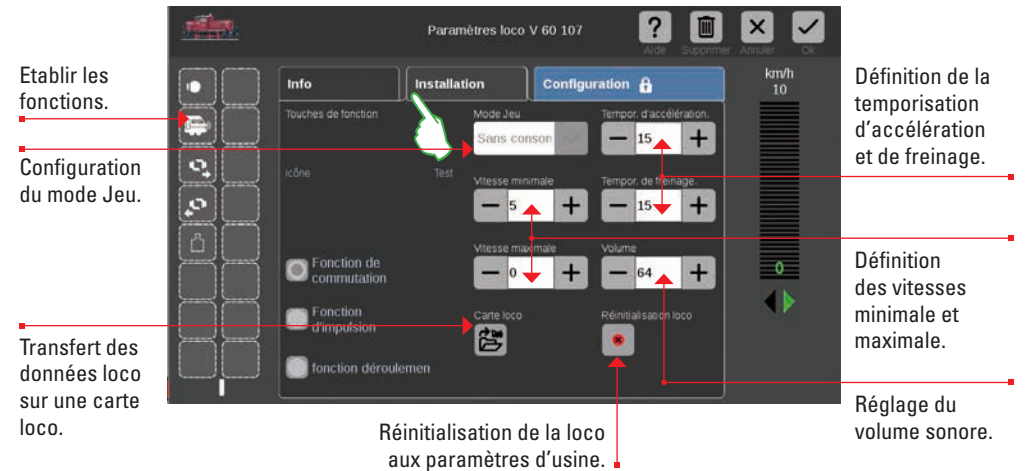 Paramètres loco V 60 107
Aide
Supprimer
Annuler
Ok
Etablir les
fonctions.
Configuration
du mode Jeu.
Transfert des
données loco
sur une carte
loco.
Info
Installation
Configuration
Touches de fonction
Icône
Test
Fonction de
commutation
Fonction
d'impulsion
fonction déroulemen
Mode Jeu
Sans conson
Vitesse minimale
5
Vitesse maximale
0
Carte loco
Tempor. d'accélération.
15
Tempor. de freinage.
15
Volume
64
Réinitialisation loco
km/h
10
0
Définition de la
temporisation
d'accélération
et de freinage.
Définition
des vitesses
minimale et
maximale.
Réglage du
volume sonore.
Réinitialisation de la loco
aux paramètres d'usine.